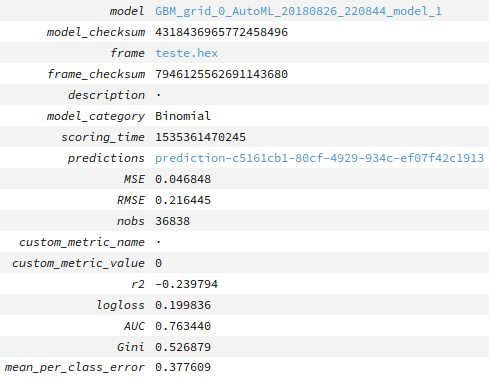 model GBM_grid_0_AutoML_20180826_220844_model_1
model_checksum 4318436965772458496
frame teste.hex
frame_checksum 7946125562691143680
description ·
model_category Binomial
scoring_time 1535361470245
predictions prediction-c5161cb1-80cf-4929-934c-ef07f42c1913
MSE 0.046848
RMSE 0.216445
nobs 36838
custom_metric_name ·
custom_metric_value 0
r2 -0.239794
logloss 0.199836
AUC 0.763440
Gini 0.526879
mean_per_class_error 0.377609